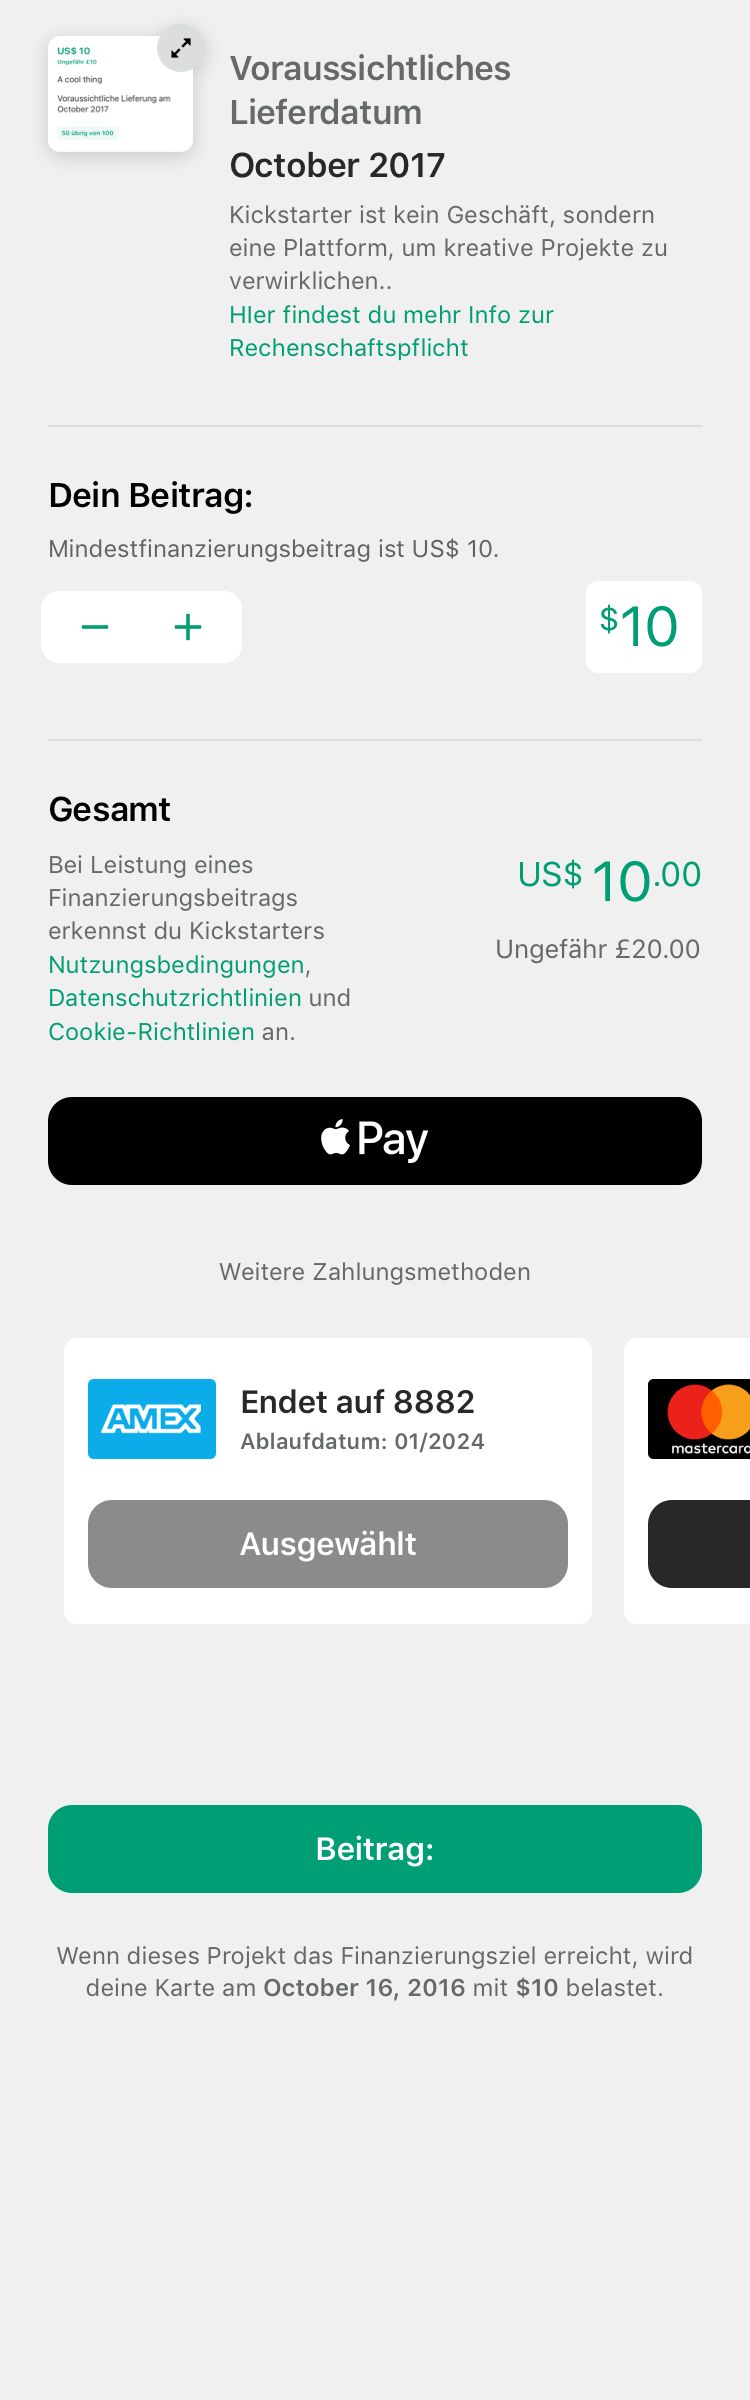 US$ 10
Ungefähr £10
A cool thing
Voraussichtliche Lieferung am
October 2017
50 übrig von 100
Voraussichtliches
Lieferdatum
October 2017
Kickstarter ist kein Geschäft, sondern
eine Plattform, um kreative Projekte zu
verwirklichen..
HIer findest du mehr Info zur
Rechenschaftspflicht
Dein Beitrag:
Mindestfinanzierungsbeitrag ist US$ 10.
− +
$10
Gesamt
Bei Leistung eines
Finanzierungsbeitrags
erkennst du Kickstarters
Nutzungsbedingungen,
Datenschutzrichtlinien und
Cookie-Richtlinien an.
US$ 10.00
Ungefähr £20.00
Pay
Weitere Zahlungsmethoden
AMEX
Endet auf 8882
Ablaufdatum: 01/2024
Ausgewählt
mastercard
Beitrag:
Wenn dieses Projekt das Finanzierungsziel erreicht, wird
deine Karte am October 16, 2016 mit $10 belastet.